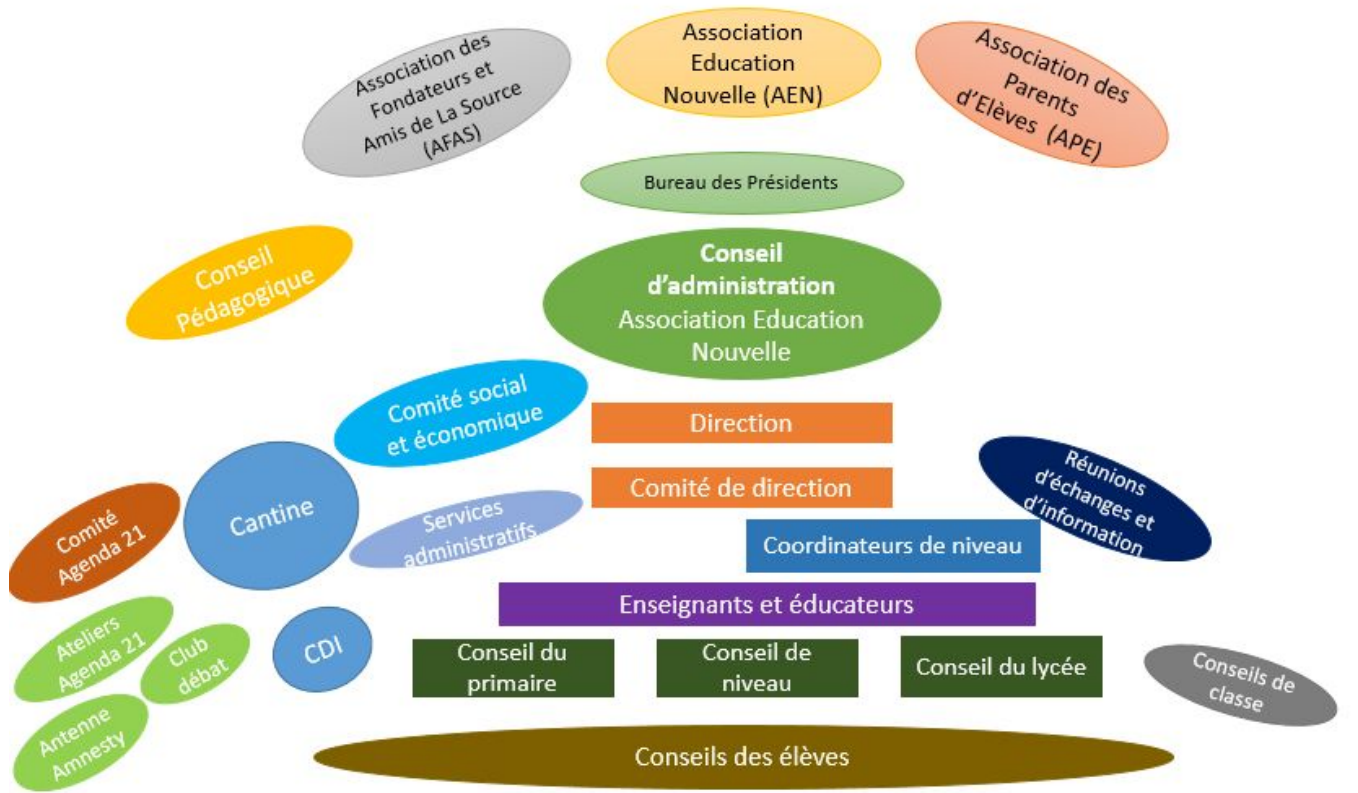 Association des
Fondateurs et
Amis de La Source
(AFAS)
Association
Education
Nouvelle (AEN)
Association des
Parents
d'Elèves (APE)
Bureau des Présidents
Conseil
Pédagogique
Conseil
d'administration
Association Education
Nouvelle
Comité social
et économique
Direction
Comité de direction
Réunions
d'échanges et
d'information
Comité
Agenda 21
Cantine
Services
administratifs
Coordinateurs de niveau
Enseignants et éducateurs
Ateliers
Agenda 21
Club
débat
CDI
Conseil du
primaire
Conseil de
niveau
Conseil du lycée
Conseils de
classe
Antenne
Amnesty
Conseils des élèves